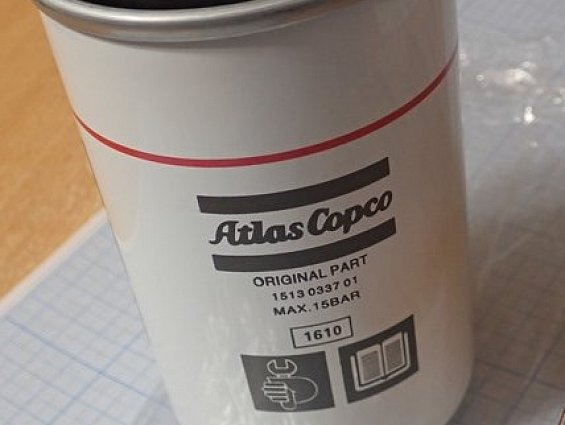 Atlas Copco
ORIGINAL PART
1513 0337 01
MAX. 15BAR
1610